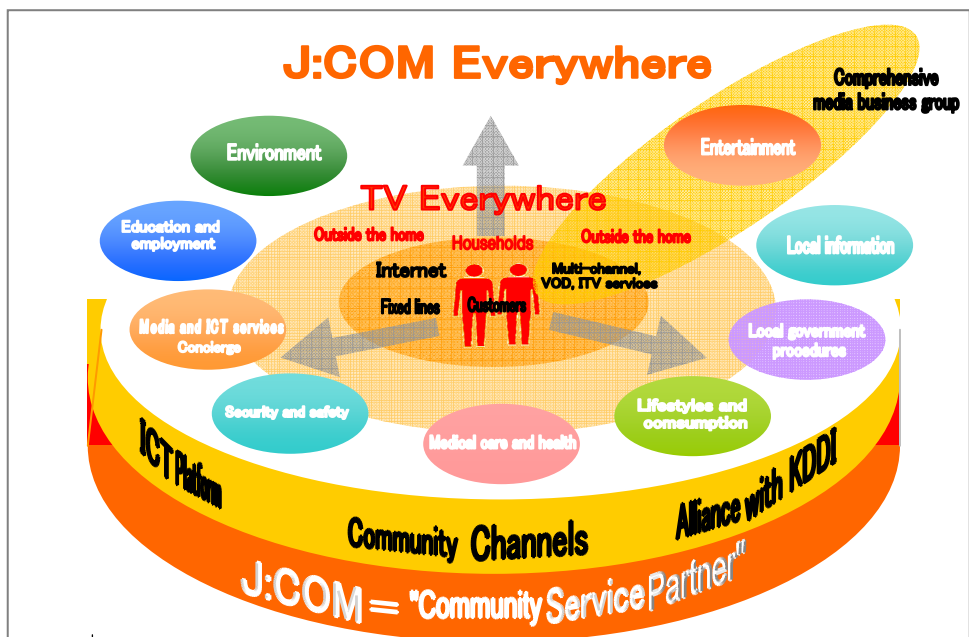 J:COM Everywhere
Comprehensive
media business group
Entertainment
Environment
TV Everywhere
Education and
employment
Outside the home
Households
Outside the home
Local information
Internet
Multi-channel,
VOD, ITV services
Fixed lines
Customers
Media and ICT services
Concierge
Local government
procedures
Security and safety
Lifestyles and
comsumption
Medical care and health
ICT Platform
Community Channels
Alliance with KDDI
J:COM = "Community Service Partner"